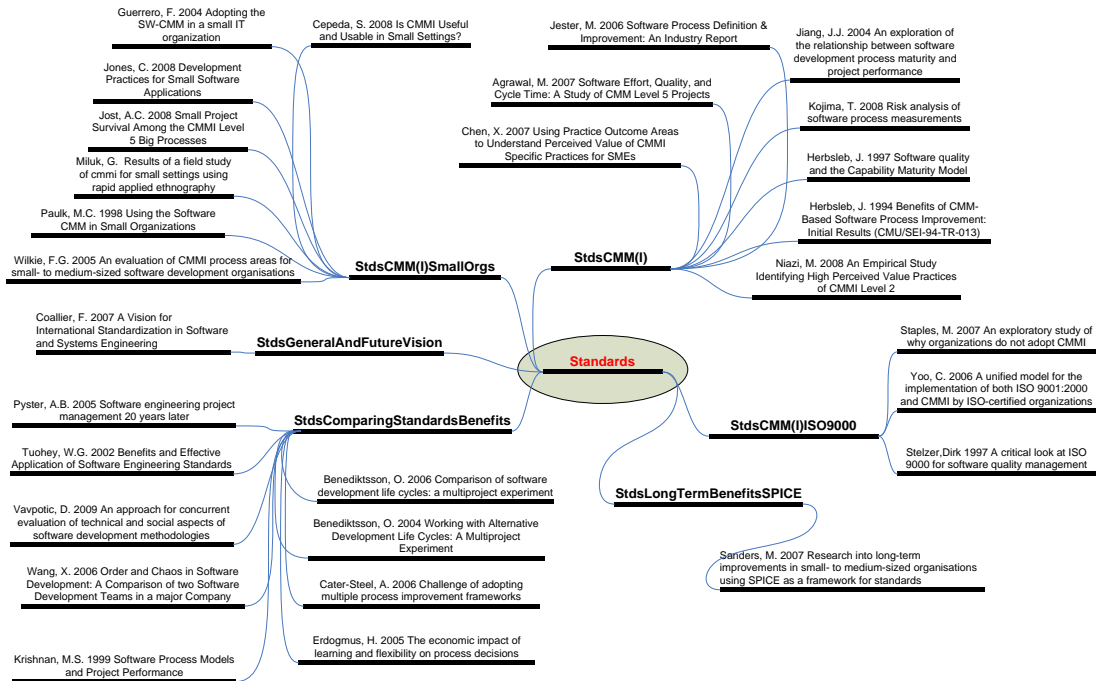 Guerrero, F. 2004 Adopting the
SW-CMM in a small IT
organization
Cepeda, S. 2008 Is CMMI Useful
and Usable in Small Settings?
Jones, C. 2008 Development
Practices for Small Software
Applications
Jost, A.C. 2008 Small Project
Survival Among the CMMI Level
5 Big Processes
Miluk, G.  Results of a field study
of cmmi for small settings using
rapid applied ethnography
Paulk, M.C. 1998 Using the Software
CMM in Small Organizations
Wilkie, F.G. 2005 An evaluation of CMMI process areas for
small- to medium-sized software development organisations
StdsCMM(I)SmallOrgs
Jester, M. 2006 Software Process Definition &
Improvement: An Industry Report
Agrawal, M. 2007 Software Effort, Quality, and
Cycle Time: A Study of CMM Level 5 Projects
Chen, X. 2007 Using Practice Outcome Areas
to Understand Perceived Value of CMMI
Specific Practices for SMEs
StdsCMM(I)
Jiang, J.J. 2004 An exploration of
the relationship between software
development process maturity and
project performance
Kojima, T. 2008 Risk analysis of
software process measurements
Herbsleb, J. 1997 Software quality
and the Capability Maturity Model
Herbsleb, J. 1994 Benefits of CMM-
Based Software Process Improvement:
Initial Results (CMU/SEI-94-TR-013)
Niazi, M. 2008 An Empirical Study
Identifying High Perceived Value Practices
of CMMI Level 2
Coallier, F. 2007 A Vision for
International Standardization in Software
and Systems Engineering
StdsGeneralAndFutureVision
Standards
Staples, M. 2007 An exploratory study of
why organizations do not adopt CMMI
Yoo, C. 2006 A unified model for the
implementation of both ISO 9001:2000
and CMMI by ISO-certified organizations
StdsCMM(I)ISO9000
Stelzer,Dirk 1997 A critical look at ISO
9000 for software quality management
Pyster, A.B. 2005 Software engineering project
management 20 years later
StdsComparingStandardsBenefits
Tuohey, W.G. 2002 Benefits and Effective
Application of Software Engineering Standards
Vavpotic, D. 2009 An approach for concurrent
evaluation of technical and social aspects of
software development methodologies
Wang, X. 2006 Order and Chaos in Software
Development: A Comparison of two Software
Development Teams in a major Company
Krishnan, M.S. 1999 Software Process Models
and Project Performance
Benediktsson, O. 2006 Comparison of software
development life cycles: a multiproject experiment
Benediktsson, O. 2004 Working with Alternative
Development Life Cycles: A Multiproject
Experiment
Cater-Steel, A. 2006 Challenge of adopting
multiple process improvement frameworks
Erdogmus, H. 2005 The economic impact of
learning and flexibility on process decisions
StdsLongTermBenefitsSPICE
Sanders, M. 2007 Research into long-term
improvements in small- to medium-sized organisations
using SPICE as a framework for standards